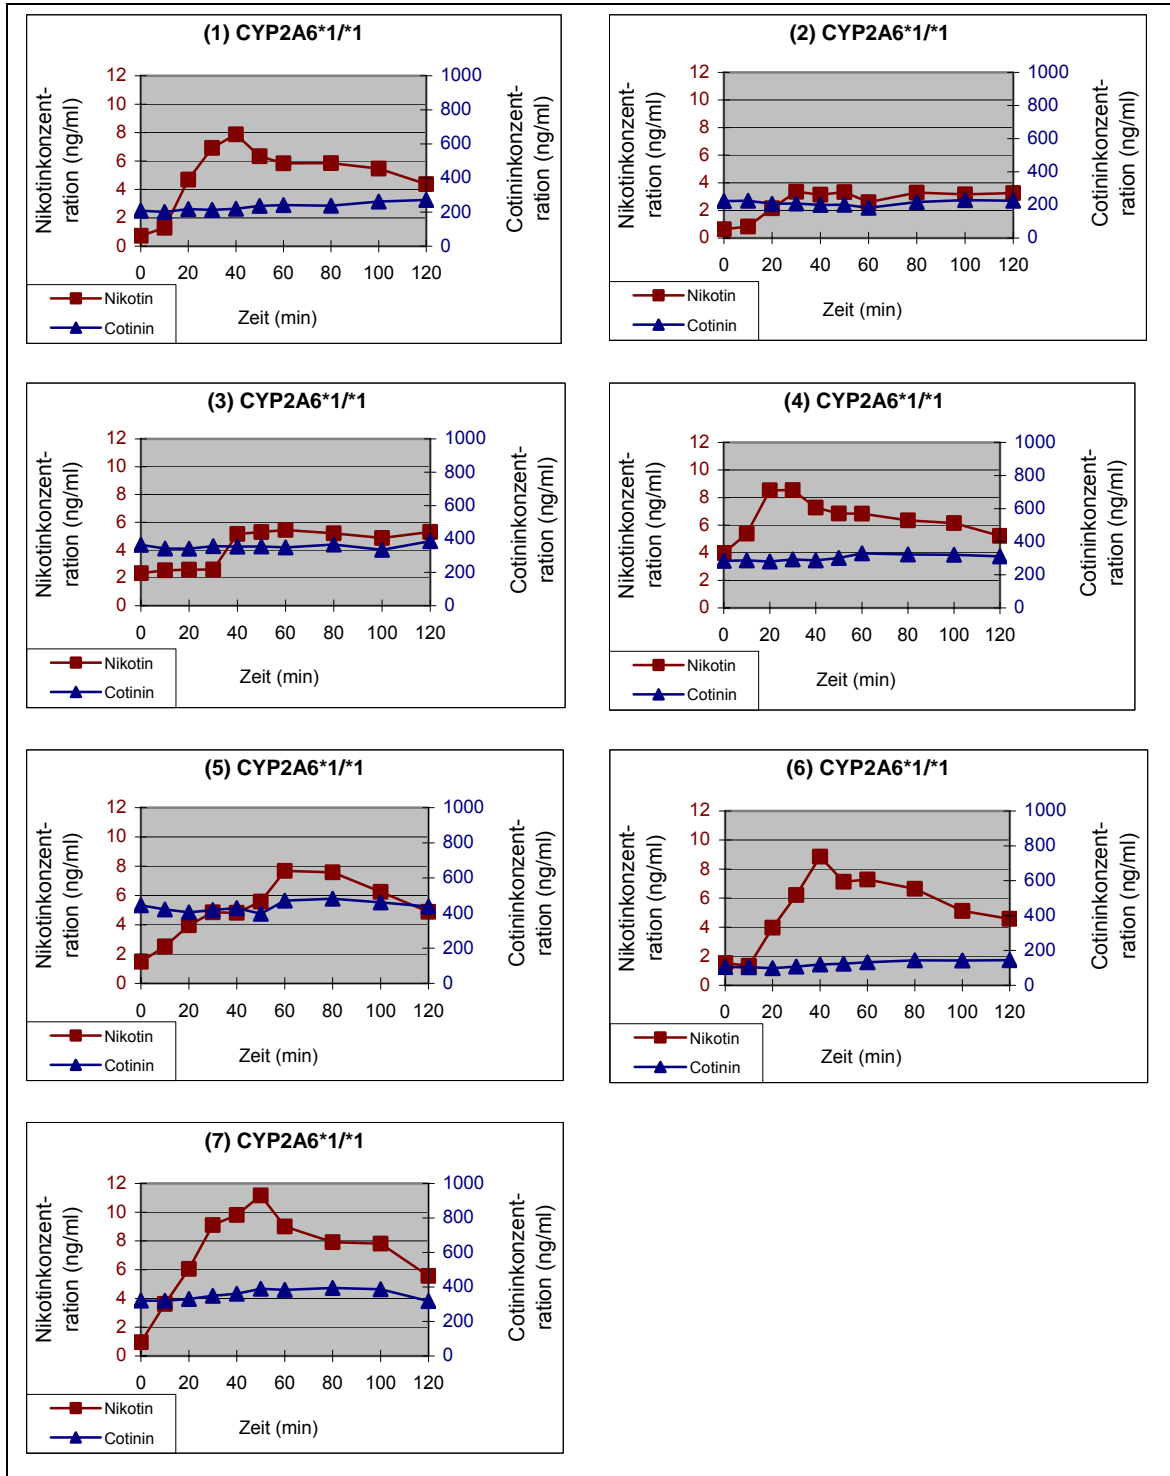 (1) CYP2A6*1/*1
Nikotinkonzent-
ration (ng/ml)
12
10
8
6
4
2
0
1000
800
600
400
200
0
Cotininkonzent-
ration (ng/ml)
0 20 40 60 80 100 120
Nikotin
Cotinin
Zeit (min)
(2) CYP2A6*1/*1
Nikotinkonzent-
ration (ng/ml)
12
10
8
6
4
2
0
1000
800
600
400
200
0
Cotininkonzent-
ration (ng/ml)
0 20 40 60 80 100 120
Nikotin
Cotinin
Zeit (min)
(3) CYP2A6*1/*1
Nikotinkonzent-
ration (ng/ml)
12
10
8
6
4
2
0
1000
800
600
400
200
0
Cotininkonzent-
ration (ng/ml)
0 20 40 60 80 100 120
Nikotin
Cotinin
Zeit (min)
(4) CYP2A6*1/*1
Nikotinkonzent-
ration (ng/ml)
12
10
8
6
4
2
0
1000
800
600
400
200
0
Cotininkonzent-
ration (ng/ml)
0 20 40 60 80 100 120
Nikotin
Cotinin
Zeit (min)
(5) CYP2A6*1/*1
Nikotinkonzent-
ration (ng/ml)
12
10
8
6
4
2
0
1000
800
600
400
200
0
Cotininkonzent-
ration (ng/ml)
0 20 40 60 80 100 120
Nikotin
Cotinin
Zeit (min)
(6) CYP2A6*1/*1
Nikotinkonzent-
ration (ng/ml)
12
10
8
6
4
2
0
1000
800
600
400
200
0
Cotininkonzent-
ration (ng/ml)
0 20 40 60 80 100 120
Nikotin
Cotinin
Zeit (min)
(7) CYP2A6*1/*1
Nikotinkonzent-
ration (ng/ml)
12
10
8
6
4
2
0
1000
800
600
400
200
0
Cotininkonzent-
ration (ng/ml)
0 20 40 60 80 100 120
Nikotin
Cotinin
Zeit (min)